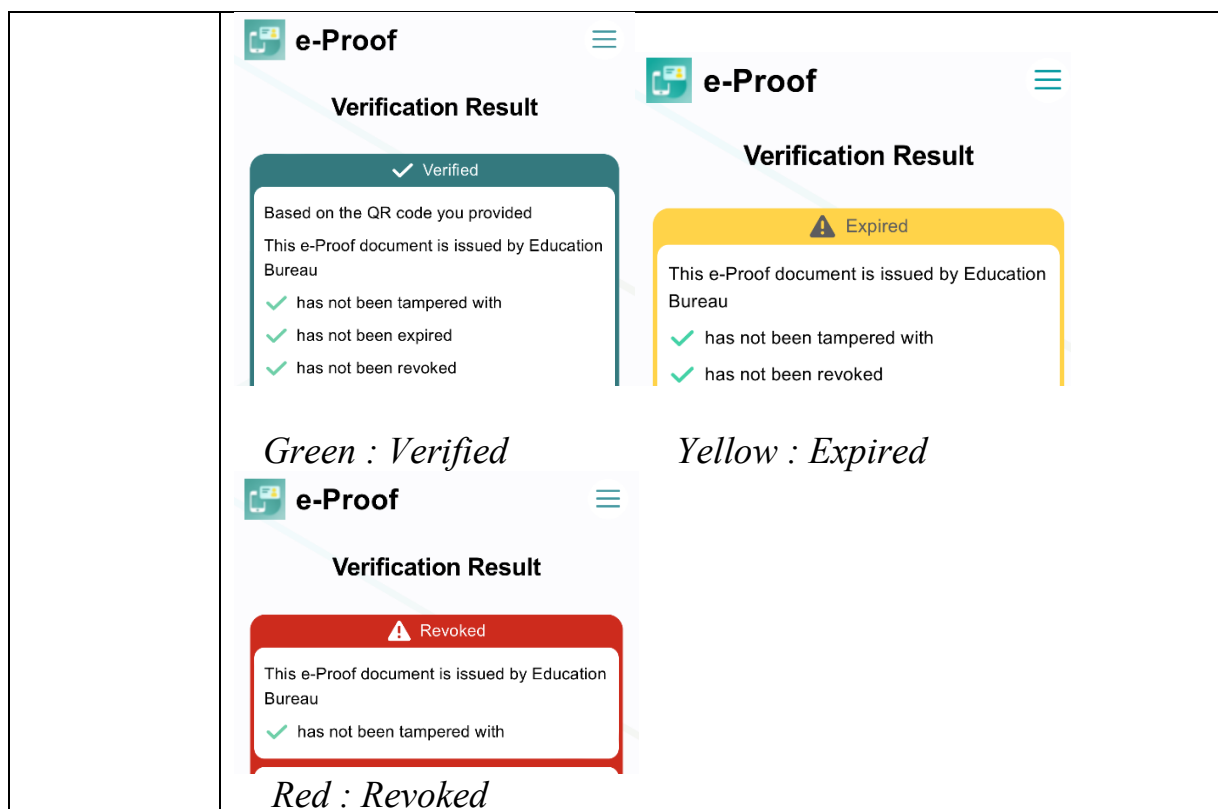 e-Proof
Verification Result
Verified
Based on the QR code you provided
This e-Proof document is issued by Education
Bureau
has not been tampered with
has not been expired
has not been revoked
Green : Verified
e-Proof
Verification Result
Expired
This e-Proof document is issued by Education
Bureau
has not been tampered with
has not been revoked
Yellow : Expired
e-Proof
Verification Result
Revoked
This e-Proof document is issued by Education
Bureau
has not been tampered with
Red : Revoked